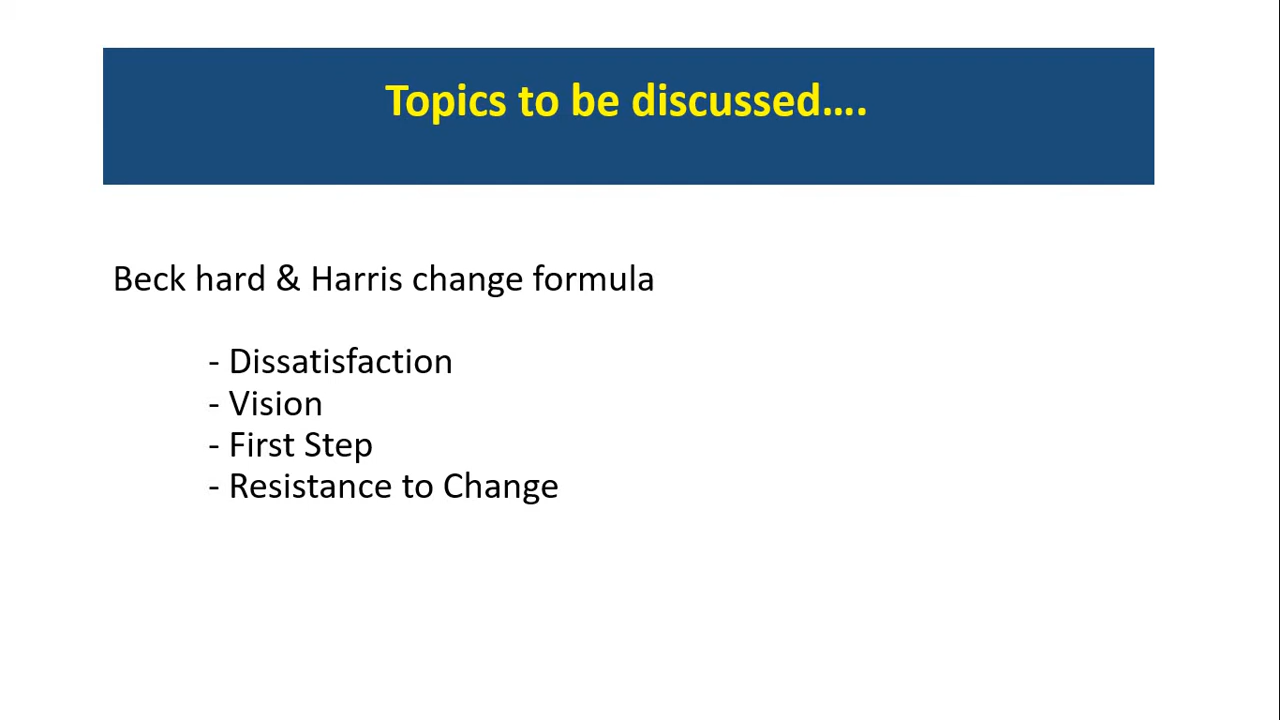 Topics to be discussed....
Beck hard & Harris change formula
- Dissatisfaction
- Vision
- First Step
- Resistance to Change